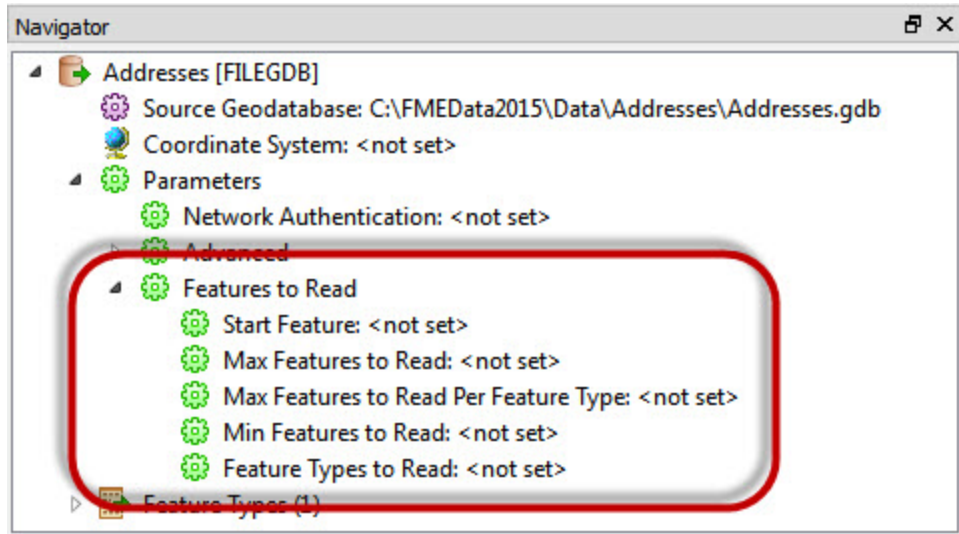 Navigator
Addresses [FILEGDB]
Source Geodatabase: C:\FMEData2015\Data\Addresses\Addresses.gdb
Coordinate System: <not set>
Parameters
Network Authentication: <not set>
Advanced
Features to Read
Start Feature: <not set>
Max Features to Read: <not set>
Max Features to Read Per Feature Type: <not set>
Min Features to Read: <not set>
Feature Types to Read: <not set>
Feature Types (1)